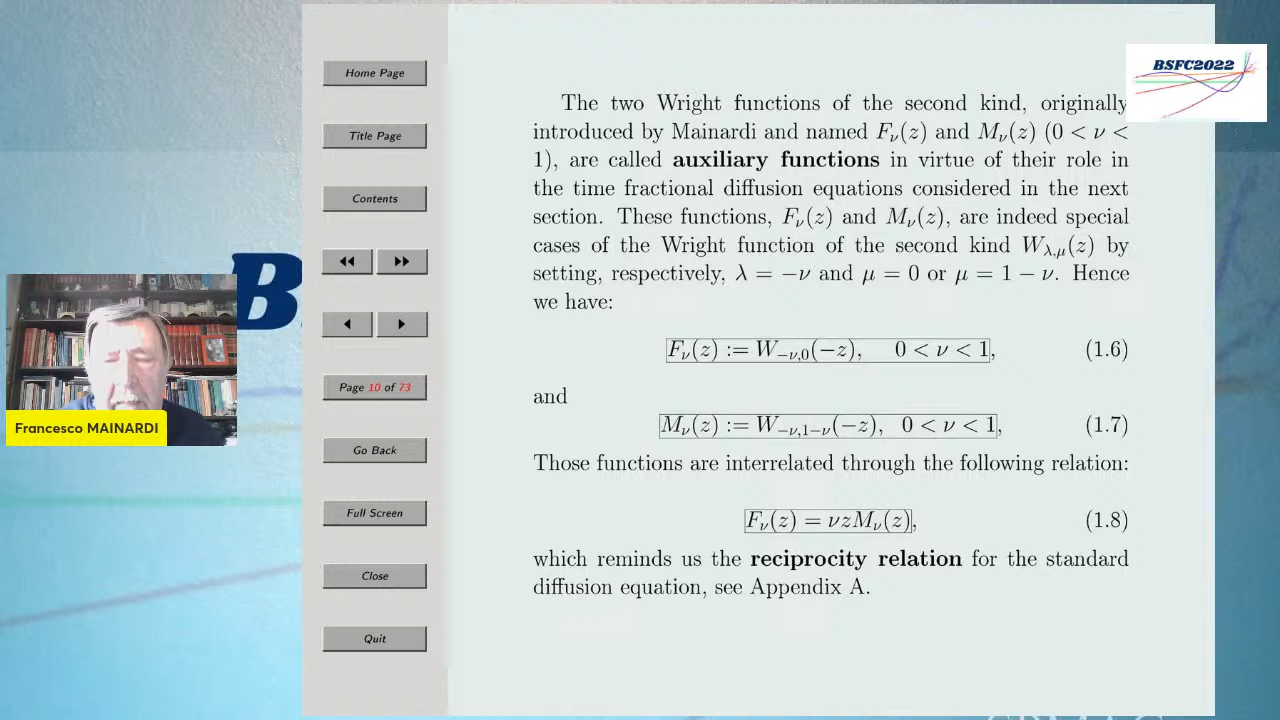 BSFC2022
Home Page
Title Page
Contents
Page 10 of 73
Go Back
Full Screen
Close
Quit
The two Wright functions of the second kind, originally
introduced by Mainardi and named Fν(z) and Mν(z) (0 < ν <
1), are called auxiliary functions in virtue of their role in
the time fractional diffusion equations considered in the next
section. These functions, Fν(z) and Mν(z), are indeed special
cases of the Wright function of the second kind Wλ,μ(z) by
setting, respectively, λ = −ν and μ = 0 or μ = 1 − ν. Hence
we have:
Fν(z) := W−ν,0(−z), 0 < ν < 1, (1.6)
and
Mν(z) := W−ν,1−ν(−z), 0 < ν < 1, (1.7)
Those functions are interrelated through the following relation:
Fν(z) = νzMν(z), (1.8)
which reminds us the reciprocity relation for the standard
diffusion equation, see Appendix A.
Francesco MAINARDI